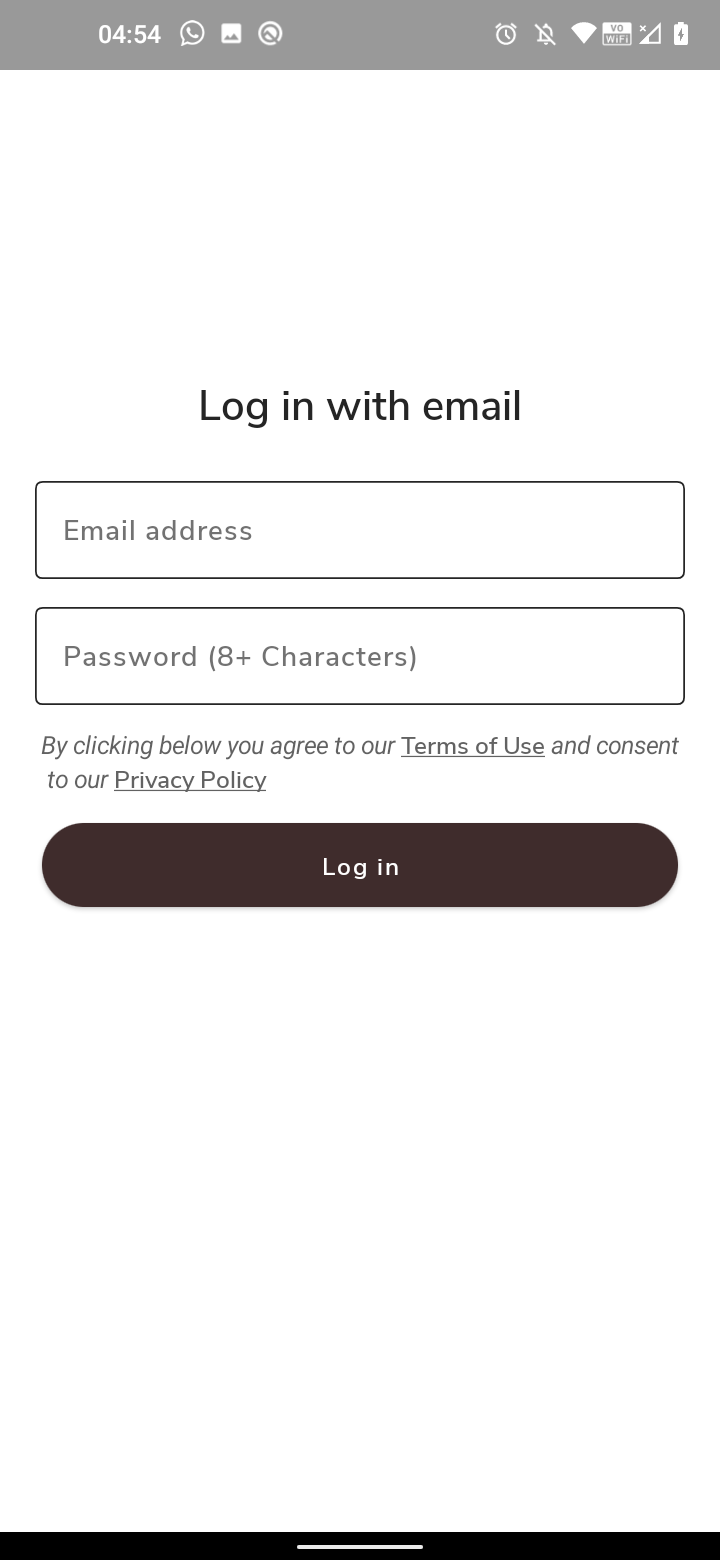 04:54
VO
WiFi
Log in with email
Email address
Password (8+ Characters)
By clicking below you agree to our Terms of Use and consent
to our Privacy Policy
Log in